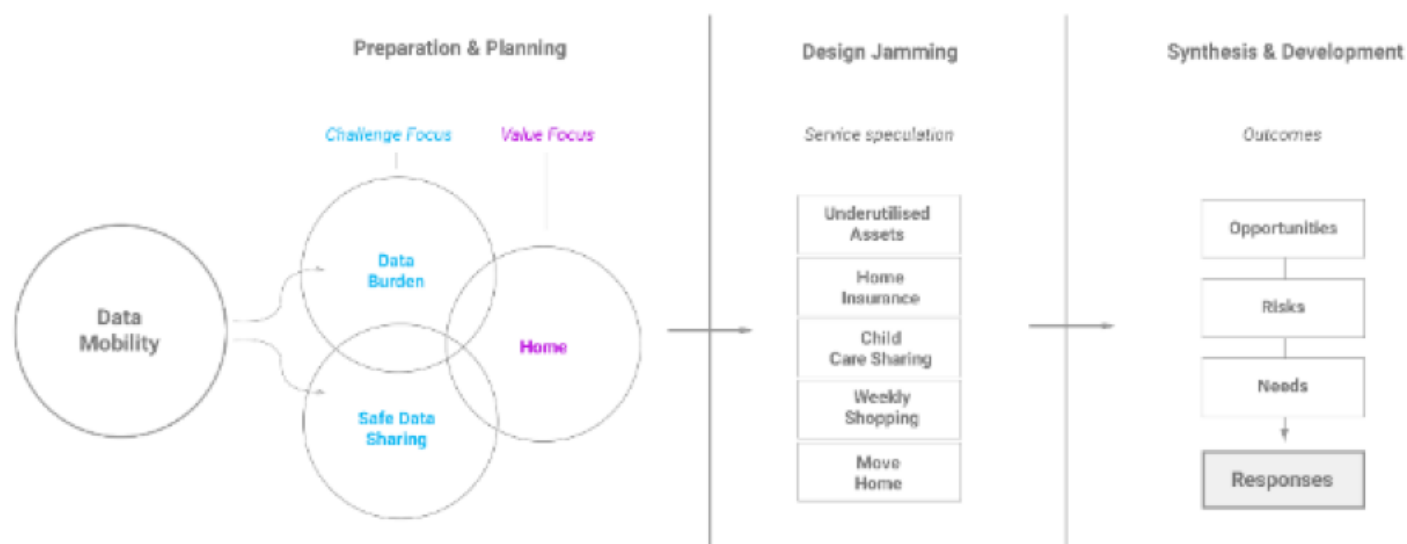 Preparation & Planning
Design Jamming
Synthesis & Development
Challenge Focus
Value Focus
Service speculation
Outcomes
Data
Mobility
Data
Burden
Safe Data
Sharing
Home
Underutilised
Assets
Home
Insurance
Child
Care Sharing
Weekly
Shopping
Move
Home
Opportunities
Risks
Needs
Responses